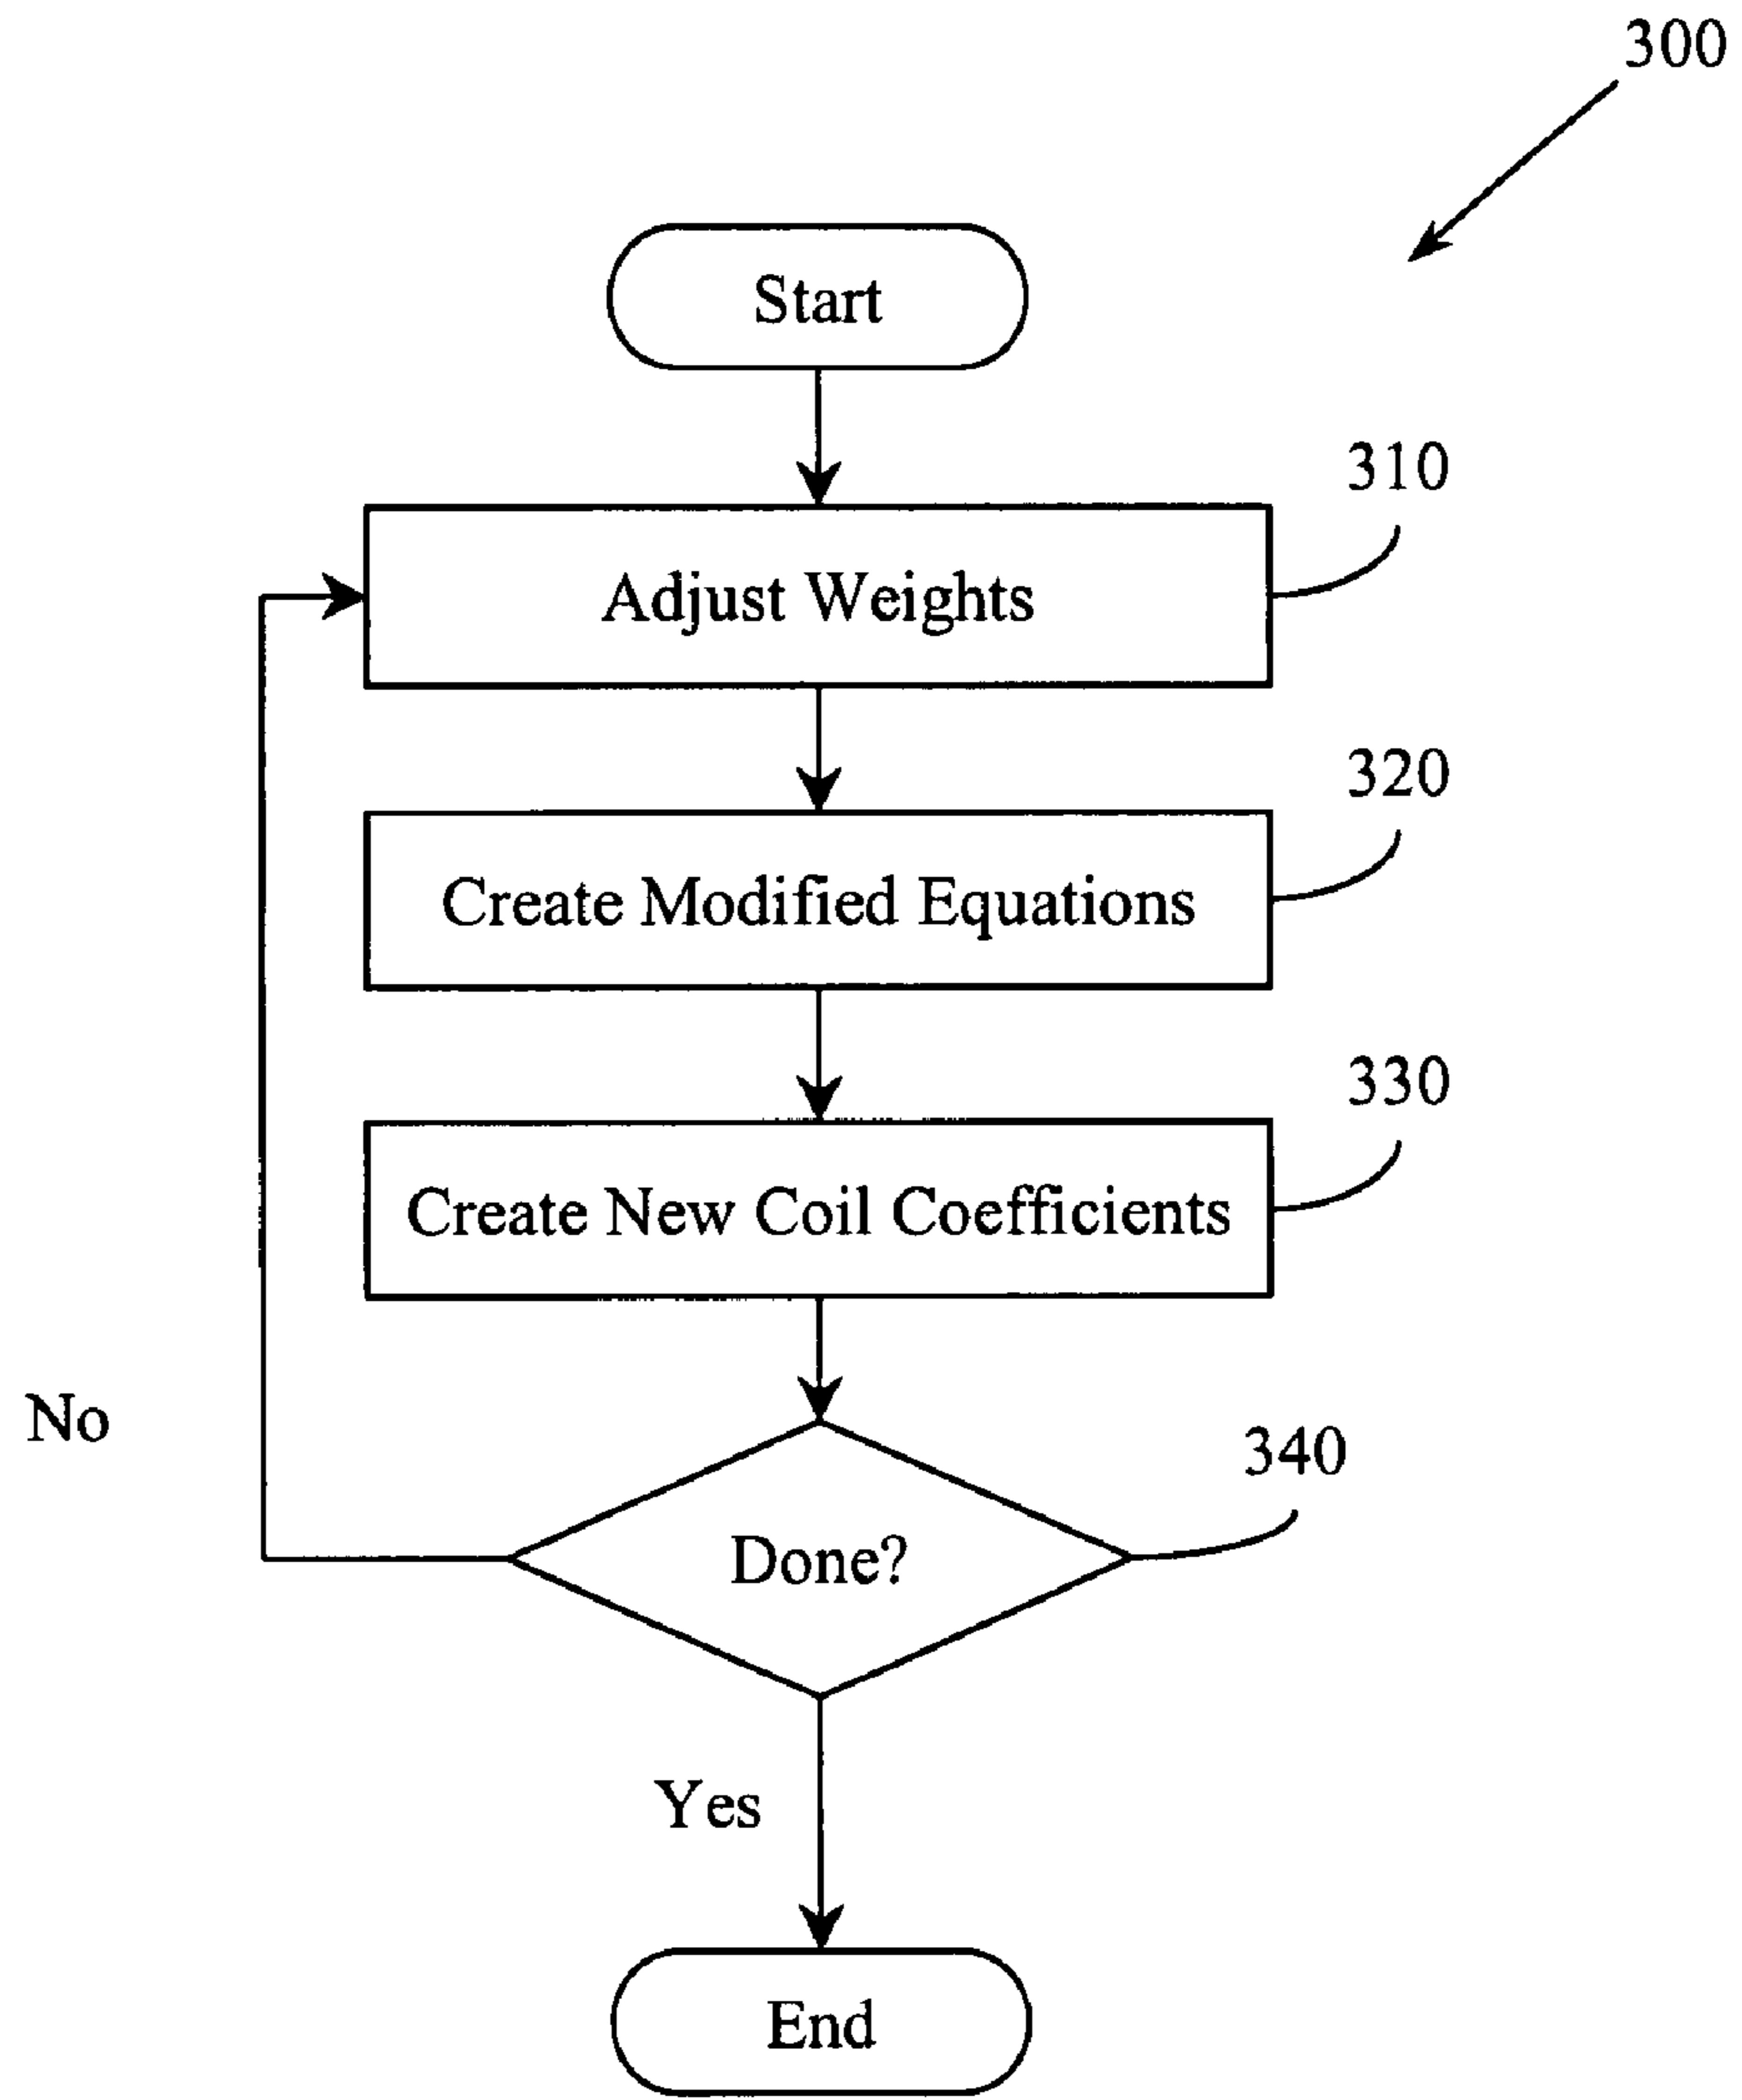 300
Start
310
Adjust Weights
320
Create Modified Equations
330
Create New Coil Coefficients
No
340
Done?
Yes
End